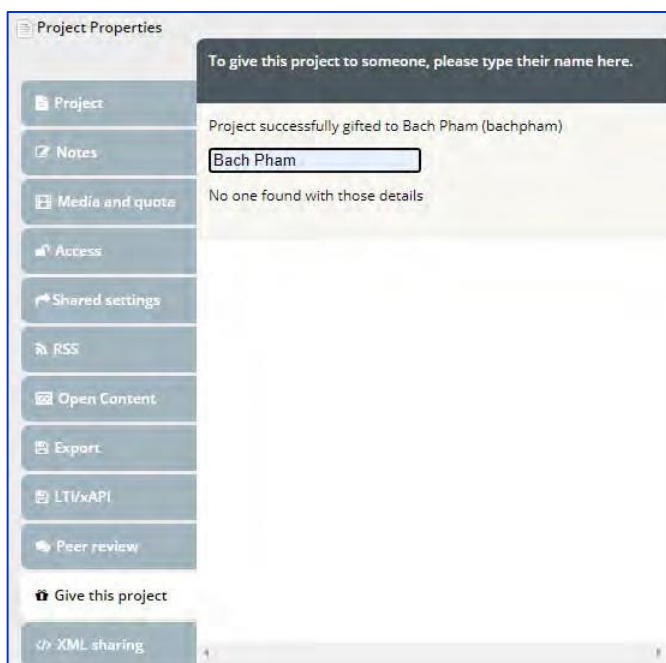 Project Properties
To give this project to someone, please type their name here.
Project
Project successfully gifted to Bach Pham (bachpham)
Notes
Bach Pham
Media and quota
No one found with those details
Access
Shared settings
RSS
Open Content
Export
LTI/xAPI
Peer review
Give this project
XML sharing